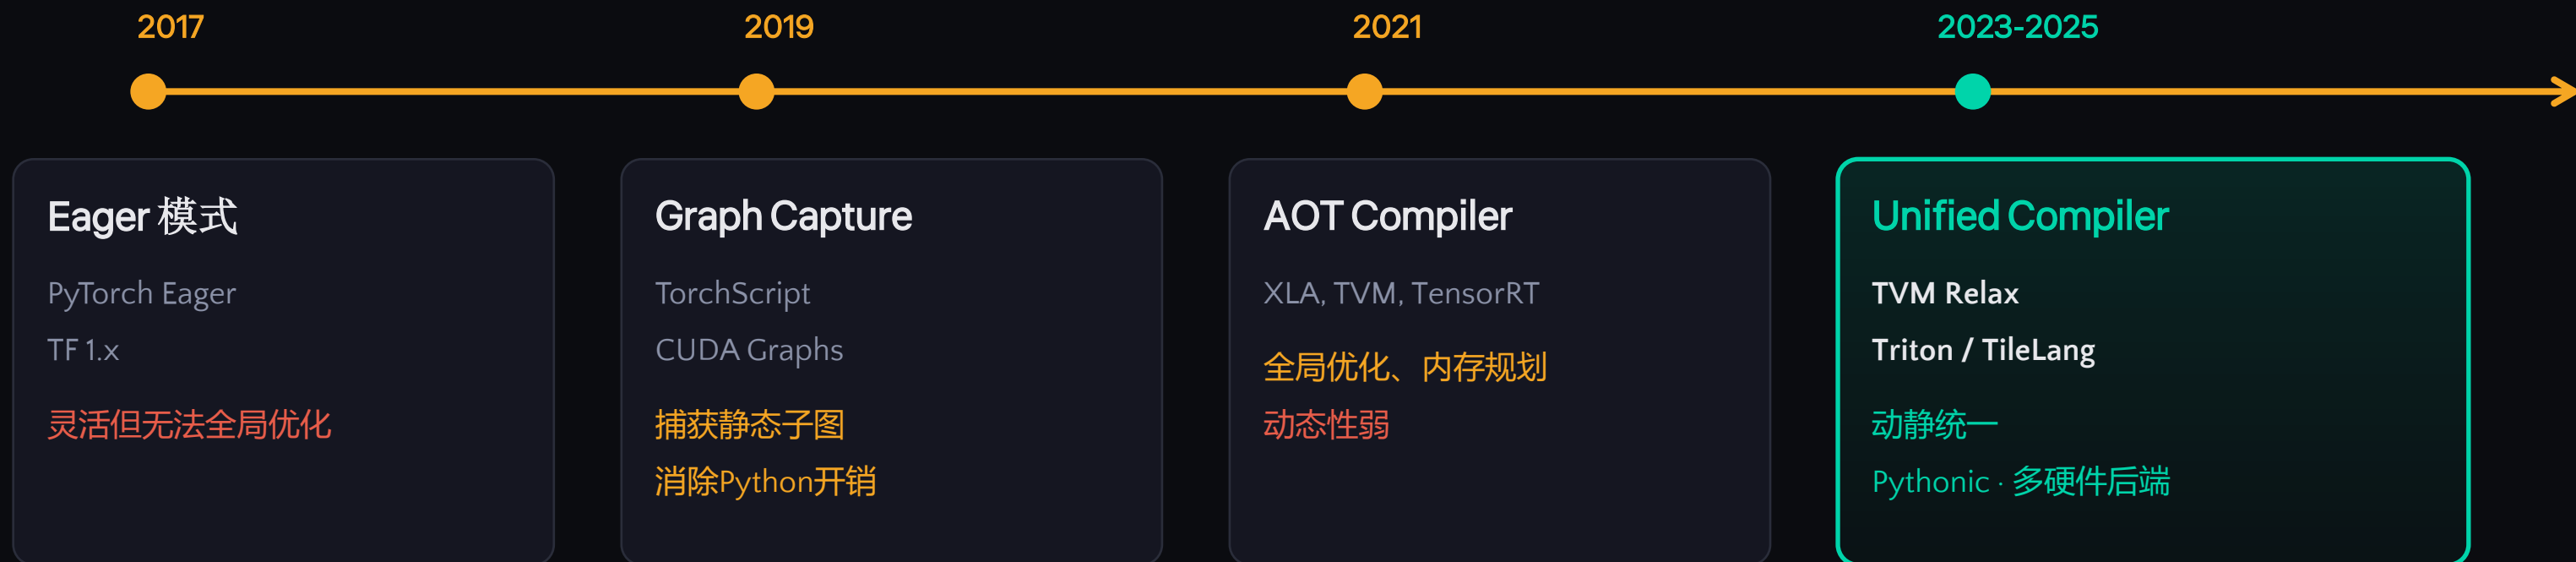 2017
2019
2021
2023-2025
Eager 模式
PyTorch Eager
TF 1.x
灵活但无法全局优化
Graph Capture
TorchScript
CUDA Graphs
捕获静态子图
消除Python开销
AOT Compiler
XLA, TVM, TensorRT
全局优化、内存规划
动态性弱
Unified Compiler
TVM Relax
Triton / TileLang
动静统一
Pythonic · 多硬件后端